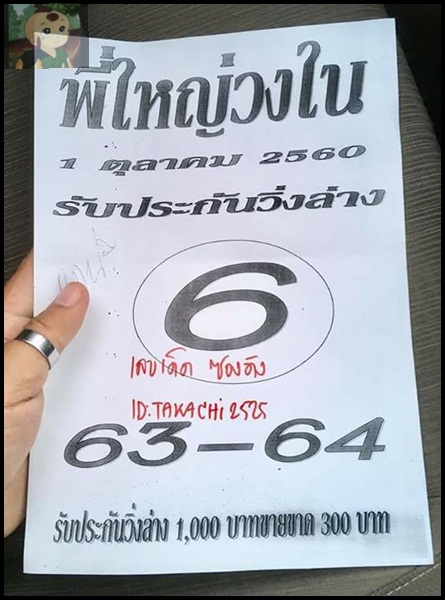 พี่ใหญ่วงใน
1 ตุลาคม 2560
รับประกันวิ่งล่าง
6
เลขเด็ด ซองดัง
ID:TAKACHi2525
63-64
รับประกันวิ่งล่าง 1,000 บาทขายขาด 300 บาท